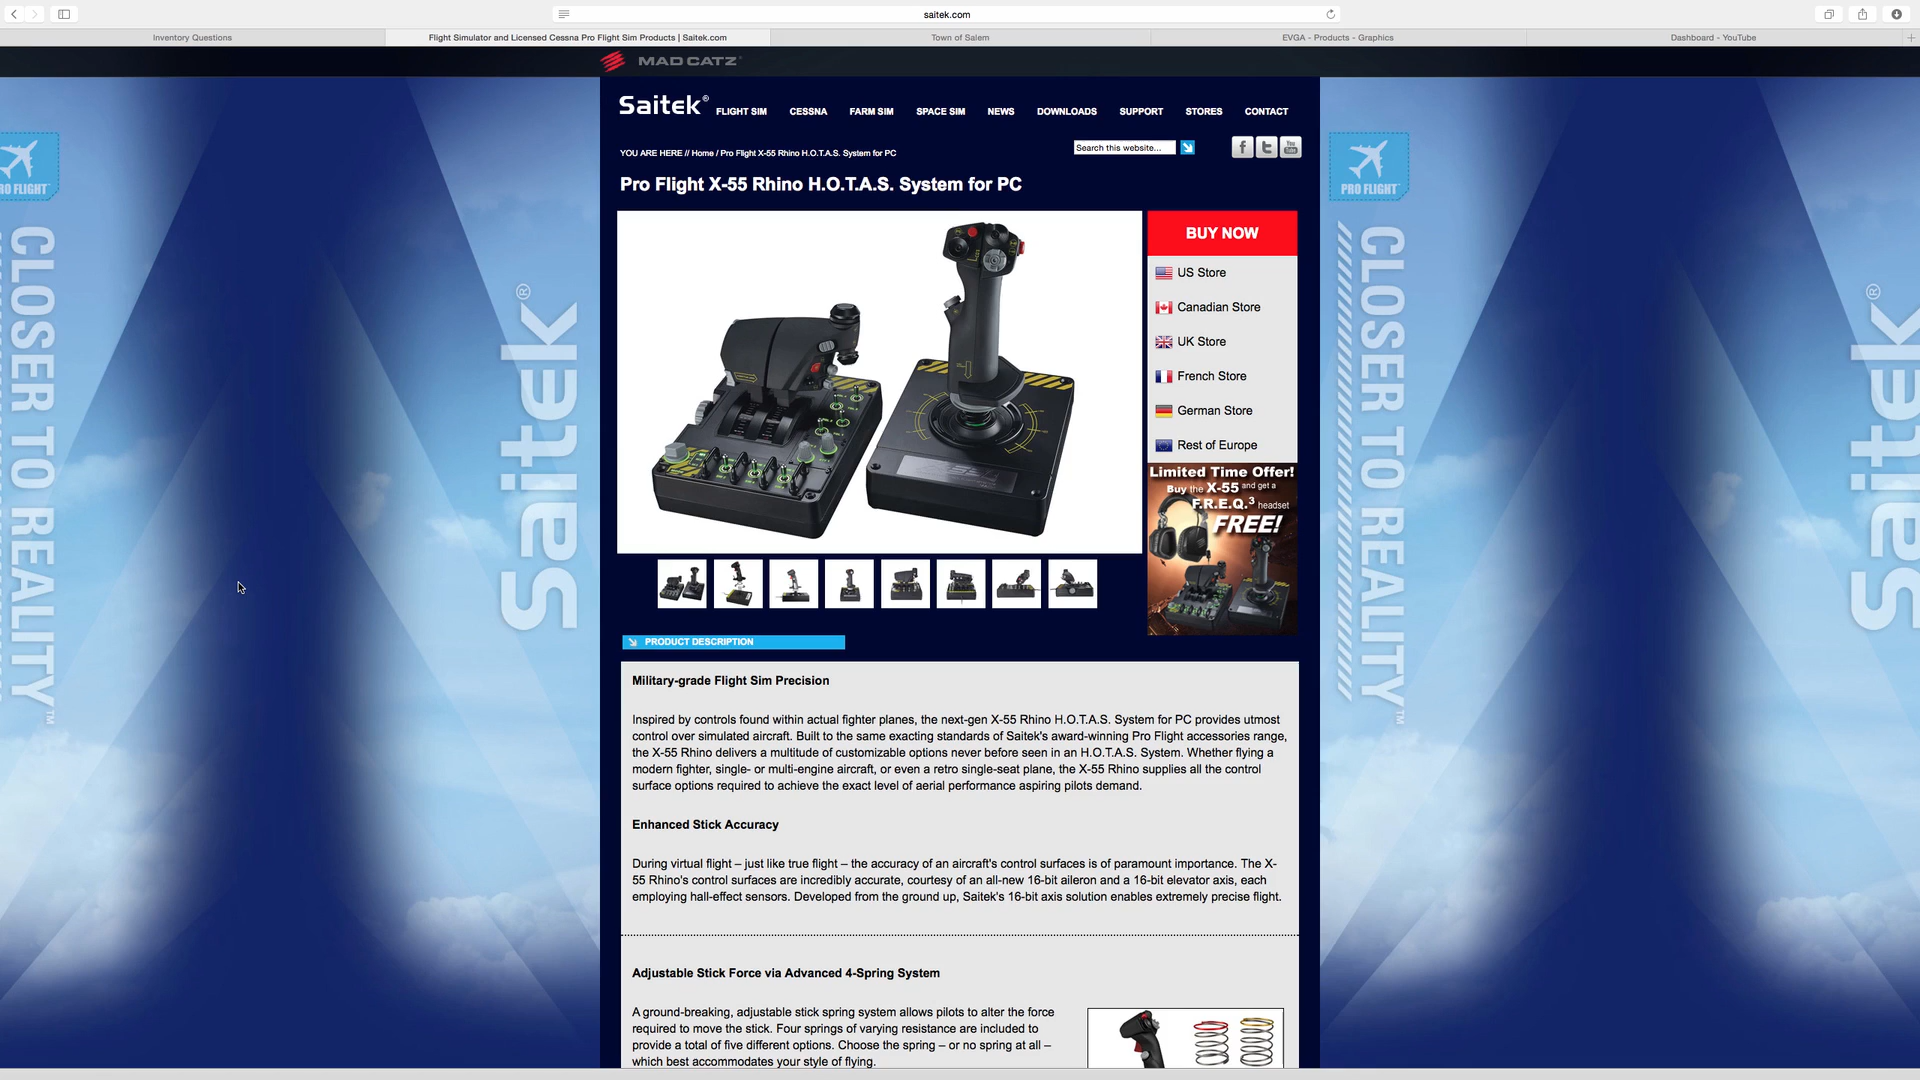 saitek.com
Inventory Questions
Flight Simulator and Licensed Cessna Pro Flight Sim Products | Saitek.com
Town of Salem
EVGA - Products - Graphics
Dashboard - YouTube
MAD CATZ
Saitek®
FLIGHT SIM
CESSNA
FARM SIM
SPACE SIM
NEWS
DOWNLOADS
SUPPORT
STORES
CONTACT
YOU ARE HERE // Home / Pro Flight X-55 Rhino H.O.T.A.S. System for PC
Search this website...
Pro Flight X-55 Rhino H.O.T.A.S. System for PC
BUY NOW
US Store
Canadian Store
UK Store
French Store
German Store
Rest of Europe
Limited Time Offer!
Buy the X-55 and get a
F.R.E.Q.3 headset
FREE!
PRODUCT DESCRIPTION
Military-grade Flight Sim Precision
Inspired by controls found within actual fighter planes, the next-gen X-55 Rhino H.O.T.A.S. System for PC provides utmost
control over simulated aircraft. Built to the same exacting standards of Saitek's award-winning Pro Flight accessories range,
the X-55 Rhino delivers a multitude of customizable options never before seen in an H.O.T.A.S. System. Whether flying a
modern fighter, single- or multi-engine aircraft, or even a retro single-seat plane, the X-55 Rhino supplies all the control
surface options required to achieve the exact level of aerial performance aspiring pilots demand.
Enhanced Stick Accuracy
During virtual flight – just like true flight – the accuracy of an aircraft's control surfaces is of paramount importance. The X-
55 Rhino's control surfaces are incredibly accurate, courtesy of an all-new 16-bit aileron and a 16-bit elevator axis, each
employing hall-effect sensors. Developed from the ground up, Saitek's 16-bit axis solution enables extremely precise flight.
Adjustable Stick Force via Advanced 4-Spring System
A ground-breaking, adjustable stick spring system allows pilots to alter the force
required to move the stick. Four springs of varying resistance are included to
provide a total of five different options. Choose the spring – or no spring at all –
which best accommodates your style of flying.
RO FLIGHT™
CLOSER TO REALITY™
Saitek®
PRO FLIGHT™
CLOSER TO REALITY™
Saitek®